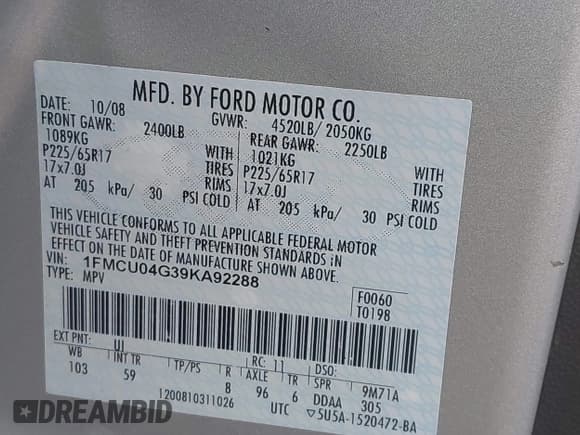 MFD. BY FORD MOTOR CO.
DATE: 10/08 GVWR: 4520LB/ 2050KG
FRONT GAWR: 2400LB REAR GAWR: 2250LB
1089KG WITH 1021KG WITH
P225/65R17 TIRES P225/65R17 TIRES
17x7.0J RIMS 17x7.0J RIMS
AT 205 kPa/ 30 PSI COLD AT 205 kPa/ 30 PSI COLD
THIS VEHICLE CONFORMS TO ALL APPLICABLE FEDERAL MOTOR
VEHICLE SAFETY AND THEFT PREVENTION STANDARDS IN
EFFECT ON THE DATE OF MANUFACTURE SHOWN ABOVE.
VIN: 1FMCU04G39KA92288
TYPE: MPV
F0060
T0198
EXT PNT: UI RC: 11 DSO:
WB INT TR TP/PS R AXLE TR SPR 9M71A
103 59 8 96 6 DDAA 305
1200810311026 UTC ▽5U5A-1520472-BA
DREAMBID